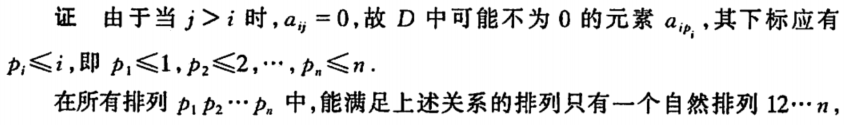 证 由于当 j>i 时,a_{ij}=0,故 D 中可能不为 0 的元素 a_{ip_i},其下标应有
p_i≤i,即 p_1≤1,p_2≤2,⋯,p_n≤n.
在所有排列 p_1p_2⋯p_n 中,能满足上述关系的排列只有一个自然排列 12⋯n,